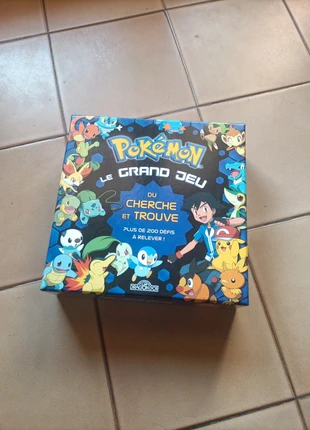 POKéMON
LE GRAND JEU
DU
CHERCHE
ET TROUVE
PLUS DE 200 DÉFIS
À RELEVER !